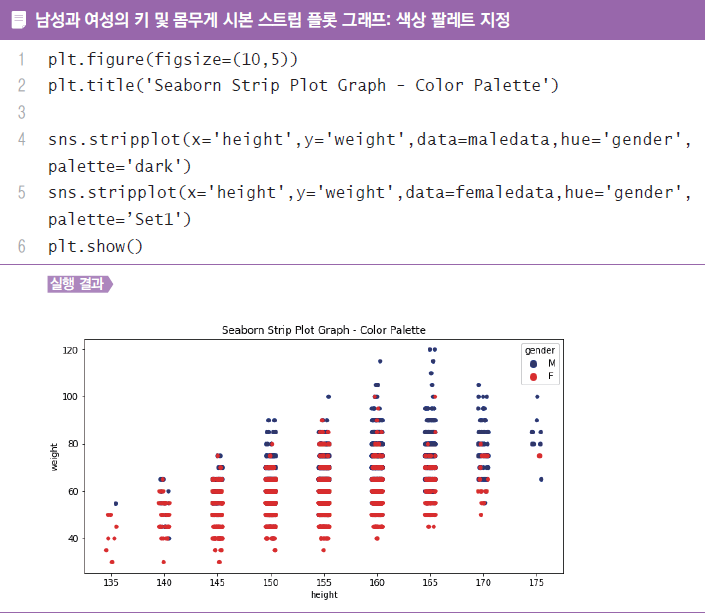 남성과 여성의 키 및 몸무게 시본 스트립 플롯 그래프: 색상 팔레트 지정
1 plt.figure(figsize=(10,5))
2 plt.title('Seaborn Strip Plot Graph - Color Palette')
3
4 sns.stripplot(x='height',y='weight',data=maledata,hue='gender',
palette='dark')
5 sns.stripplot(x='height',y='weight',data=femaledata,hue='gender',
palette=’Set1')
6 plt.show()
실행 결과
Seaborn Strip Plot Graph - Color Palette
gender
M
F
120
100
80
60
40
weight
135 140 145 150 155 160 165 170 175
height